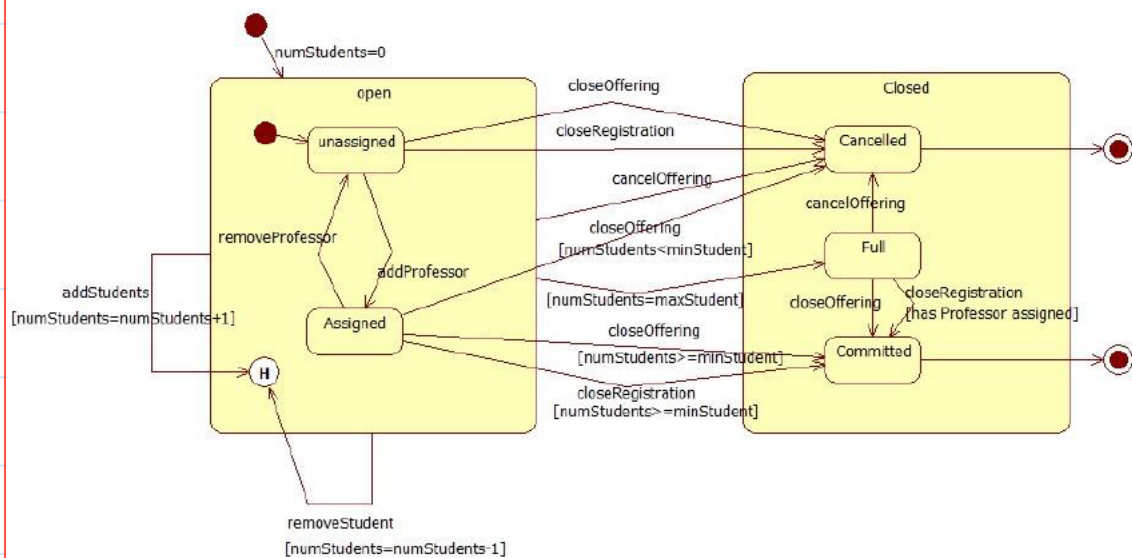 numStudents=0
open
closeOffering
Closed
unassigned
closeRegistration
Cancelled
cancelOffering
cancelOffering
removeProfessor
closeOffering
[numStudents<minStudent]
Full
addProfessor
addStudents
[numStudents=numStudents+1]
[numStudents=maxStudent]
closeOffering
closeRegistration
[has Professor assigned]
Assigned
closeOffering
[numStudents>=minStudent]
Committed
H
closeRegistration
[numStudents>=minStudent]
removeStudent
[numStudents=numStudents-1]